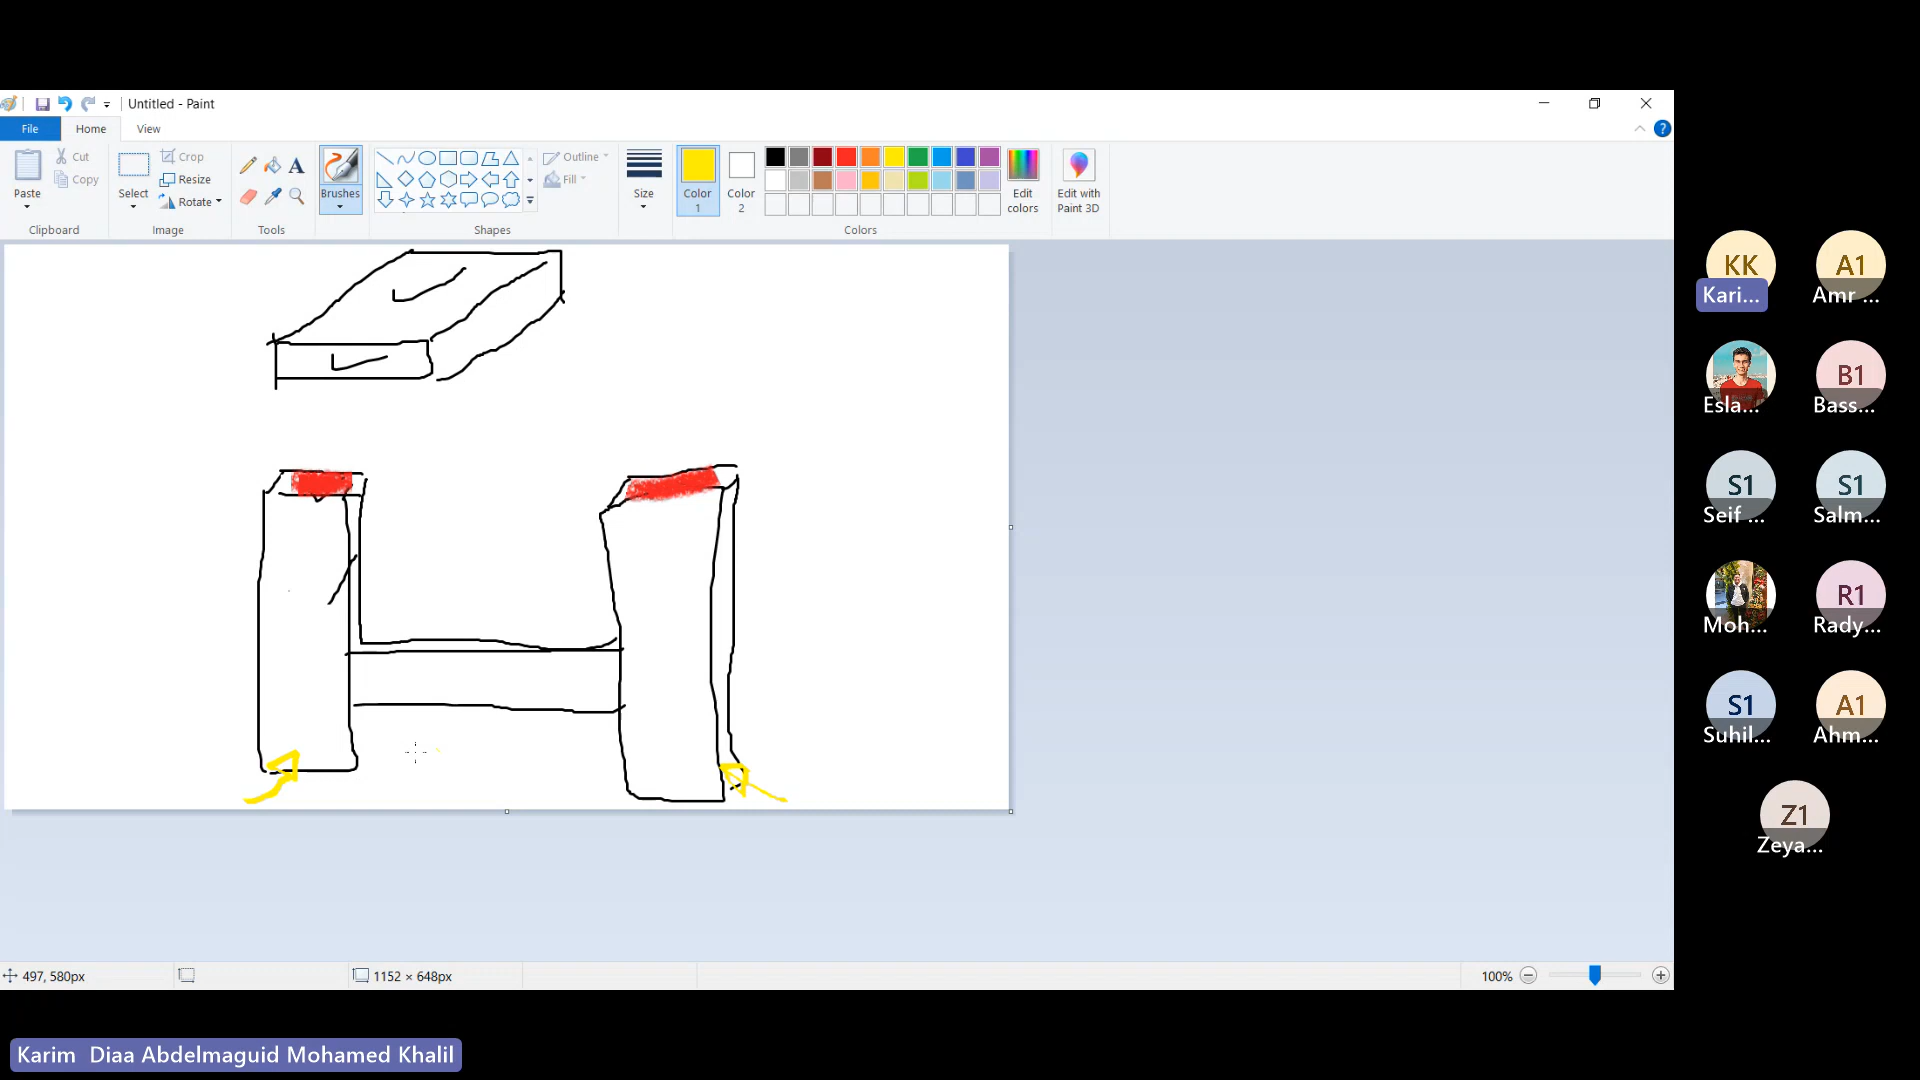 Untitled - Paint
File Home View
Paste
Cut
Copy
Clipboard
Select
Crop
Resize
Rotate
Image
A
Tools
Brushes
Outline
Fill
Shapes
Size
Color 1
Color 2
Edit colors
Colors
Edit with Paint 3D
?
497, 580px
1152 × 648px
100%
KK
Kari...
A1
Amr ...
Esla...
B1
Bass...
S1
Seif ...
S1
Salm...
Moh...
R1
Rady...
S1
Suhil...
A1
Ahm...
Z1
Zeya...
Karim Diaa Abdelmaguid Mohamed Khalil